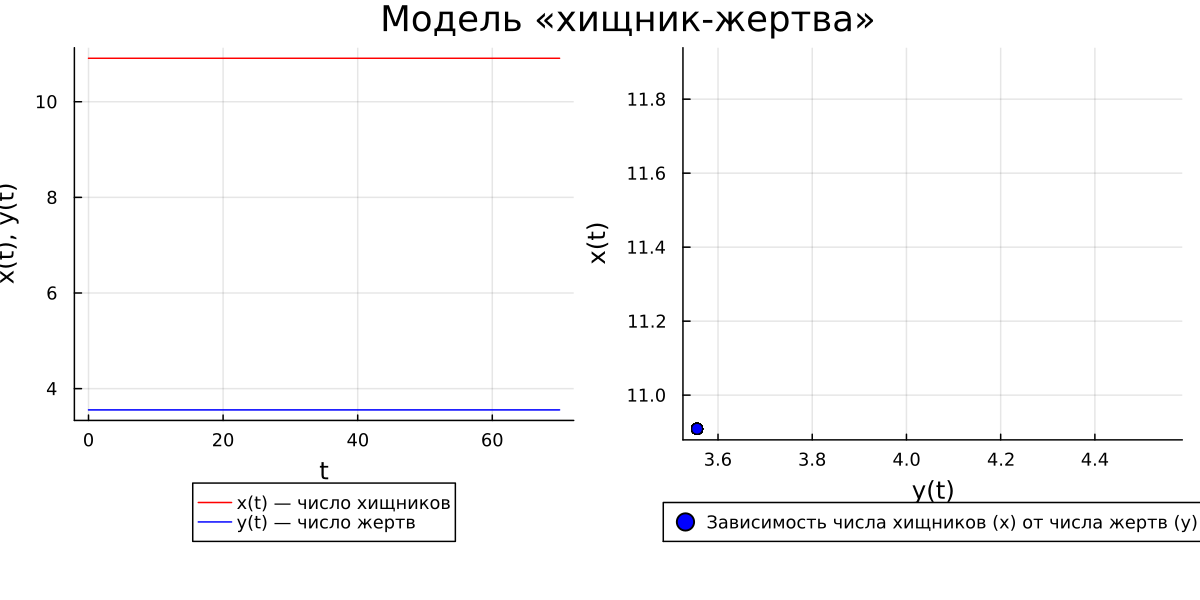 Модель «хищник-жертва»
x(t), y(t)
10
8
6
4
0 20 40 60
t
x(t) — число хищников
y(t) — число жертв
x(t)
11.8
11.6
11.4
11.2
11.0
3.6 3.8 4.0 4.2 4.4
y(t)
Зависимость числа хищников (x) от числа жертв (y)